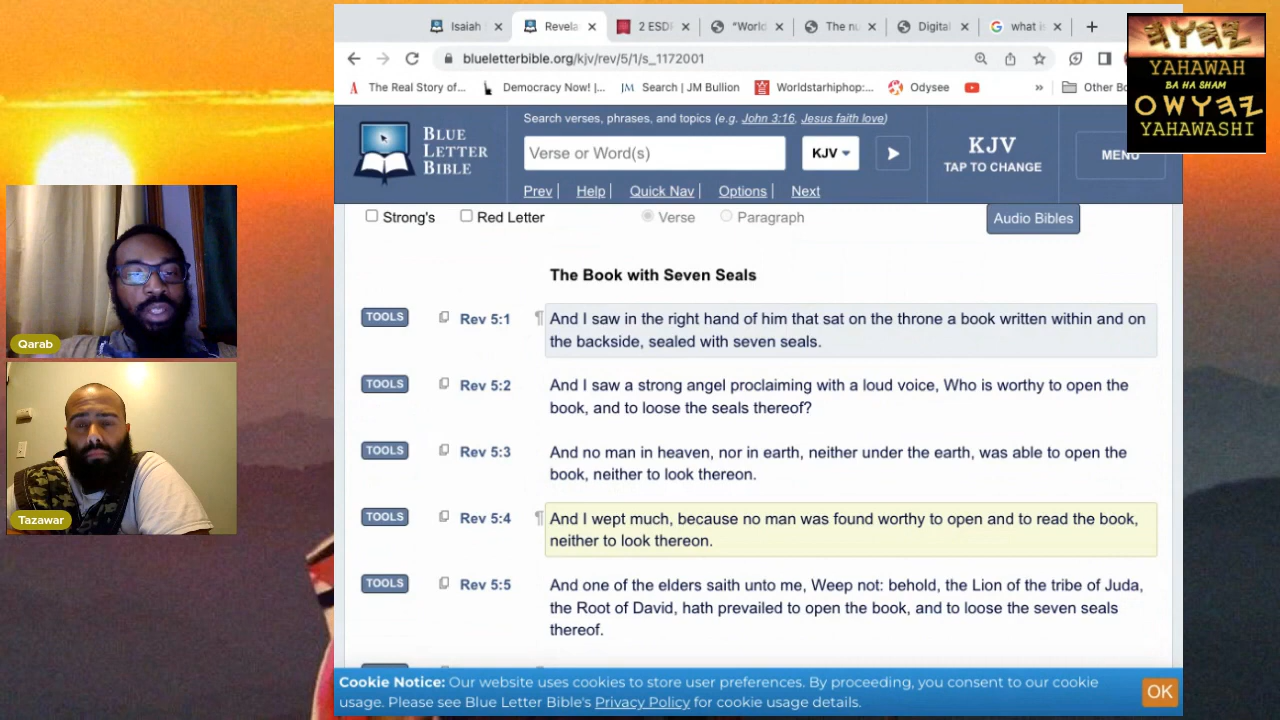 Isaiah
Revela
2 ESDF
“World
The nu
Digital
what is
blueletterbible.org/kjv/rev/5/1/s_1172001
The Real Story of...
Democracy Now! |...
JM
Search | JM Bullion
Worldstarhiphop:...
Odysee
»
Other Bo
YAHAWAH
BA HA SHAM
YAHAWASHI
BLUE
LETTER
BIBLE
Search verses, phrases, and topics (e.g. John 3:16, Jesus faith love)
Verse or Word(s)
KJV
Prev | Help | Quick Nav | Options | Next
KJV
TAP TO CHANGE
MENU
Strong's
Red Letter
Verse
Paragraph
Audio Bibles
The Book with Seven Seals
TOOLS
Rev 5:1
¶ And I saw in the right hand of him that sat on the throne a book written within and on
the backside, sealed with seven seals.
TOOLS
Rev 5:2
And I saw a strong angel proclaiming with a loud voice, Who is worthy to open the
book, and to loose the seals thereof?
TOOLS
Rev 5:3
And no man in heaven, nor in earth, neither under the earth, was able to open the
book, neither to look thereon.
TOOLS
Rev 5:4
¶ And I wept much, because no man was found worthy to open and to read the book,
neither to look thereon.
TOOLS
Rev 5:5
And one of the elders saith unto me, Weep not: behold, the Lion of the tribe of Juda,
the Root of David, hath prevailed to open the book, and to loose the seven seals
thereof.
Qarab
Tazawar
Cookie Notice: Our website uses cookies to store user preferences. By proceeding, you consent to our cookie
usage. Please see Blue Letter Bible's Privacy Policy for cookie usage details.
OK